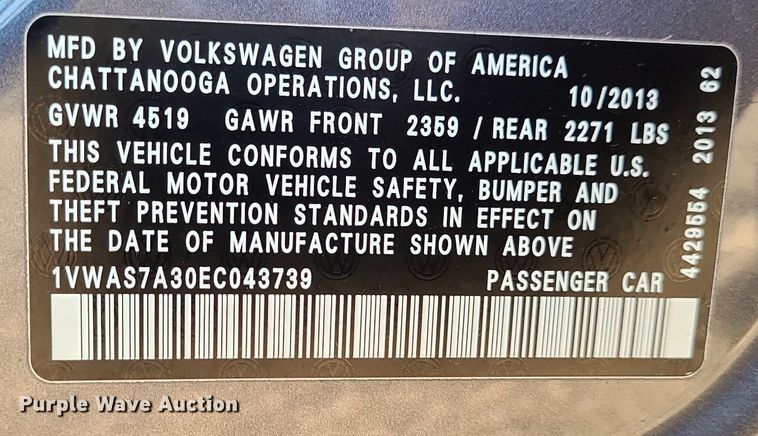 MFD BY VOLKSWAGEN GROUP OF AMERICA
CHATTANOOGA OPERATIONS, LLC. 10/2013
GVWR 4519 GAWR FRONT 2359 / REAR 2271 LBS
THIS VEHICLE CONFORMS TO ALL APPLICABLE U.S.
FEDERAL MOTOR VEHICLE SAFETY, BUMPER AND
THEFT PREVENTION STANDARDS IN EFFECT ON
THE DATE OF MANUFACTURE SHOWN ABOVE
1VWAS7A30EC043739 PASSENGER CAR
4429554 2013 62
Purple Wave Auction